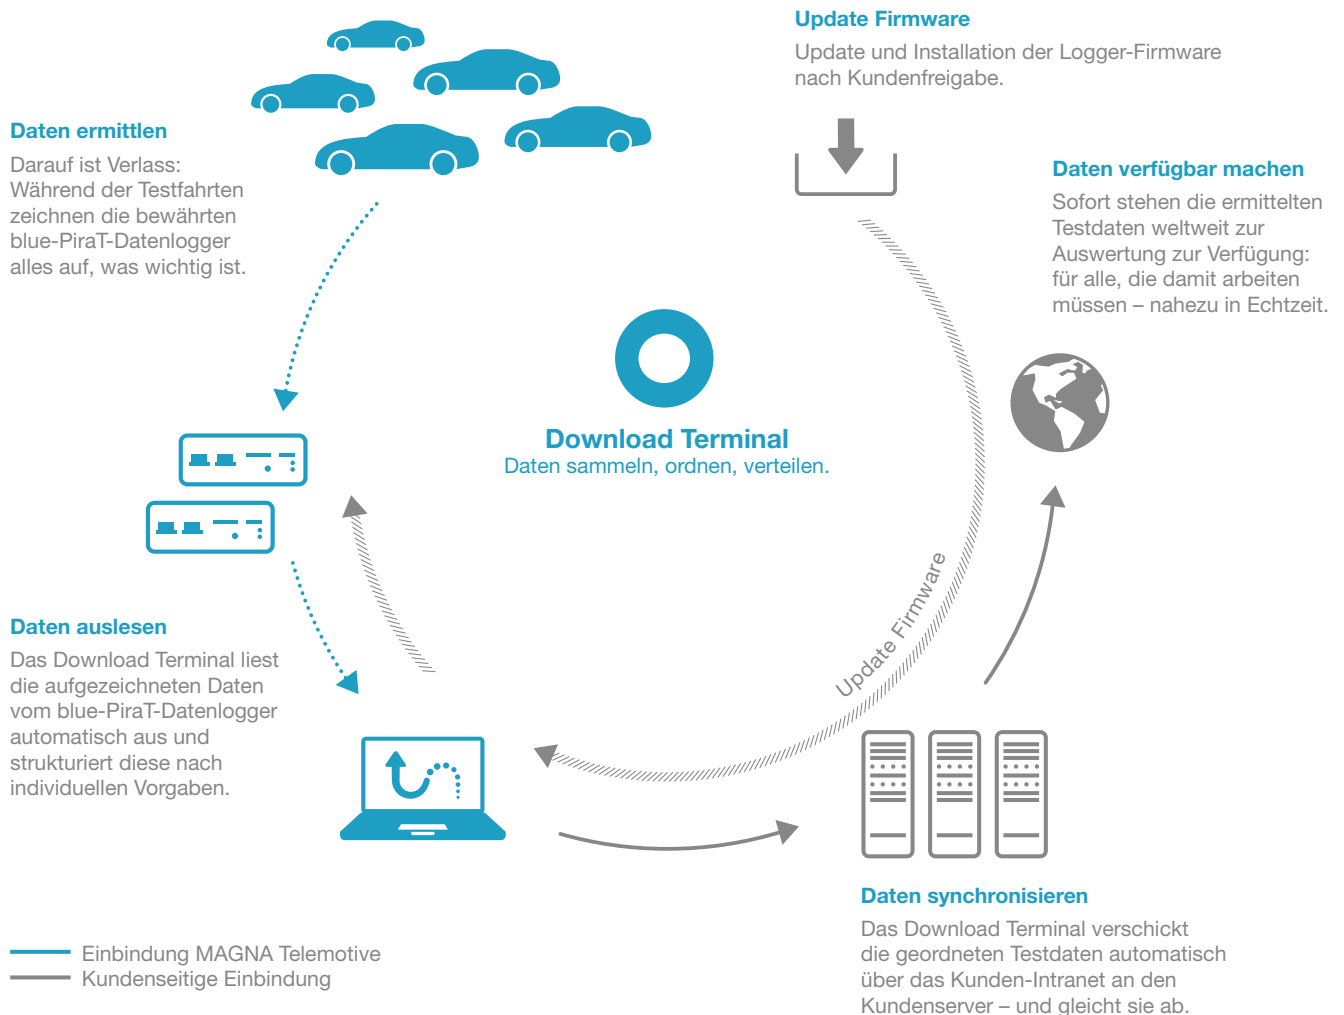 Update Firmware
Update und Installation der Logger-Firmware
nach Kundenfreigabe.
Daten ermittlen
Darauf ist Verlass:
Während der Testfahrten
zeichnen die bewährten
blue-PiraT-Datenlogger
alles auf, was wichtig ist.
Daten verfügbar machen
Sofort stehen die ermittelten
Testdaten weltweit zur
Auswertung zur Verfügung:
für alle, die damit arbeiten
müssen – nahezu in Echtzeit.
Download Terminal
Daten sammeln, ordnen, verteilen.
Update Firmware
Daten auslesen
Das Download Terminal liest
die aufgezeichneten Daten
vom blue-PiraT-Datenlogger
automatisch aus und
strukturiert diese nach
individuellen Vorgaben.
Daten synchronisieren
Das Download Terminal verschickt
die geordneten Testdaten automatisch
über das Kunden-Intranet an den
Kundenserver – und gleicht sie ab.
Einbindung MAGNA Telemotive
Kundenseitige Einbindung